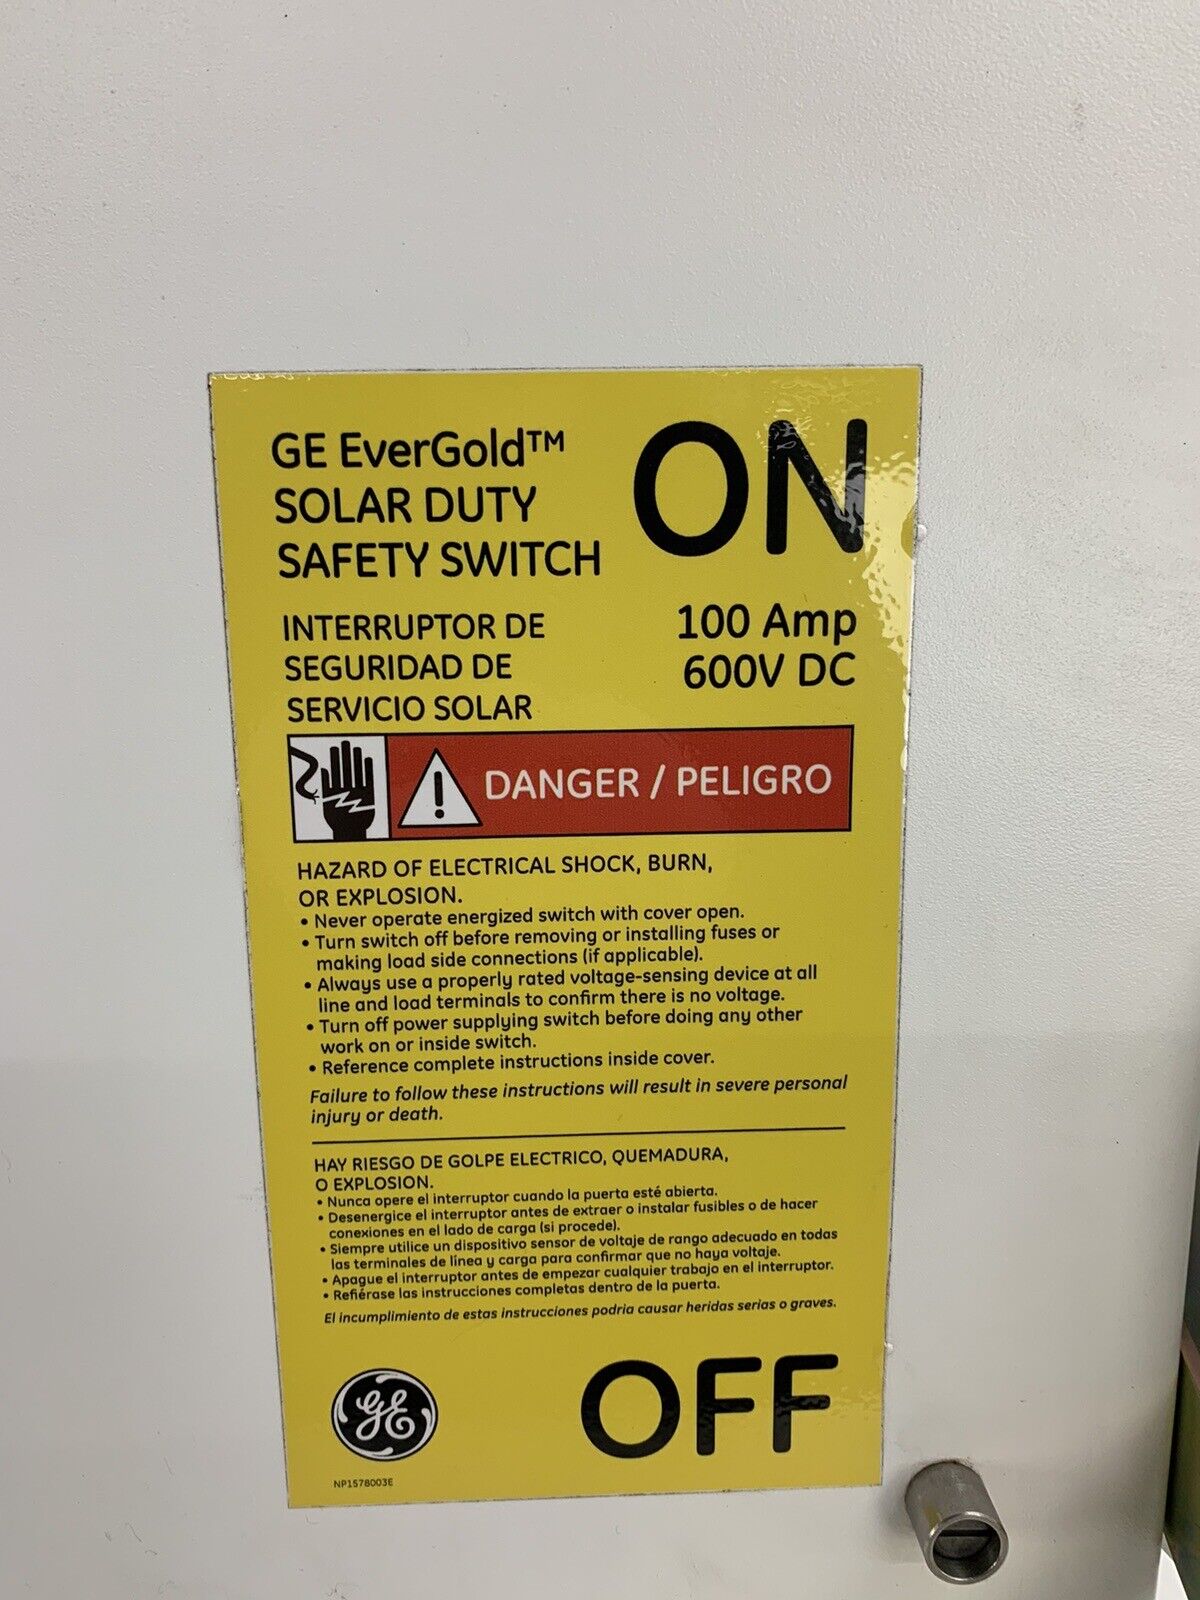 GE EverGold™
SOLAR DUTY
SAFETY SWITCH
ON
INTERRUPTOR DE
SEGURIDAD DE
SERVICIO SOLAR
100 Amp
600V DC
DANGER / PELIGRO
HAZARD OF ELECTRICAL SHOCK, BURN,
OR EXPLOSION.
• Never operate energized switch with cover open.
• Turn switch off before removing or installing fuses or
making load side connections (if applicable).
• Always use a properly rated voltage-sensing device at all
line and load terminals to confirm there is no voltage.
• Turn off power supplying switch before doing any other
work on or inside switch.
• Reference complete instructions inside cover.
Failure to follow these instructions will result in severe personal
injury or death.
HAY RIESGO DE GOLPE ELECTRICO, QUEMADURA,
O EXPLOSION.
• Nunca opere el interruptor cuando la puerta esté abierta.
• Desenergice el interruptor antes de extraer o instalar fusibles o de hacer
conexiones en el lado de carga (si procede).
• Siempre utilice un dispositivo sensor de voltaje de rango adecuado en todas
las terminales de línea y carga para confirmar que no haya voltaje.
• Apague el interruptor antes de empezar cualquier trabajo en el interruptor.
• Refiérase las instrucciones completas dentro de la puerta.
El incumplimiento de estas instrucciones podria causar heridas serias o graves.
GE
OFF
NP1578003E